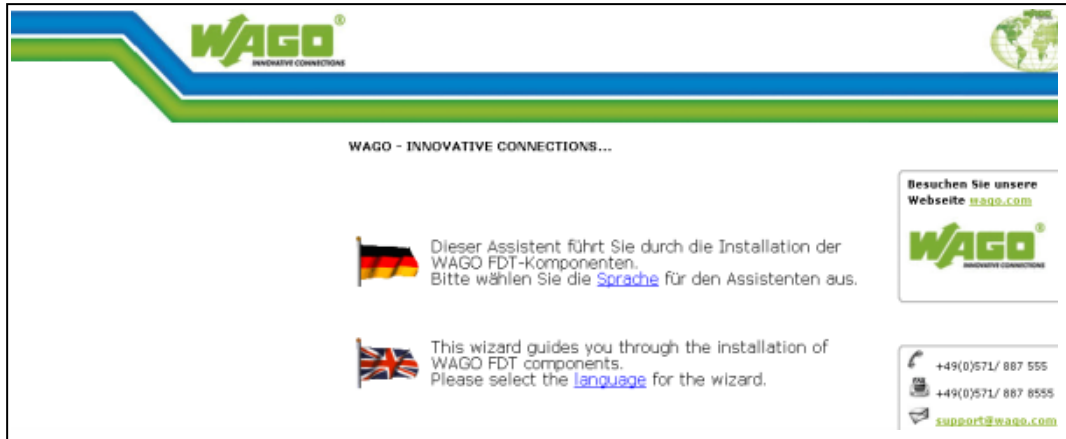 WAGO®
INNOVATIVE CONNECTIONS
WAGO - INNOVATIVE CONNECTIONS...
Dieser Assistent führt Sie durch die Installation der
WAGO FDT-Komponenten.
Bitte wählen Sie die Sprache für den Assistenten aus.
This wizard guides you through the installation of
WAGO FDT components.
Please select the language for the wizard.
Besuchen Sie unsere
Webseite wago.com
WAGO®
INNOVATIVE CONNECTIONS
+49(0)571/ 887 555
+49(0)571/ 887 8555
support@wago.com